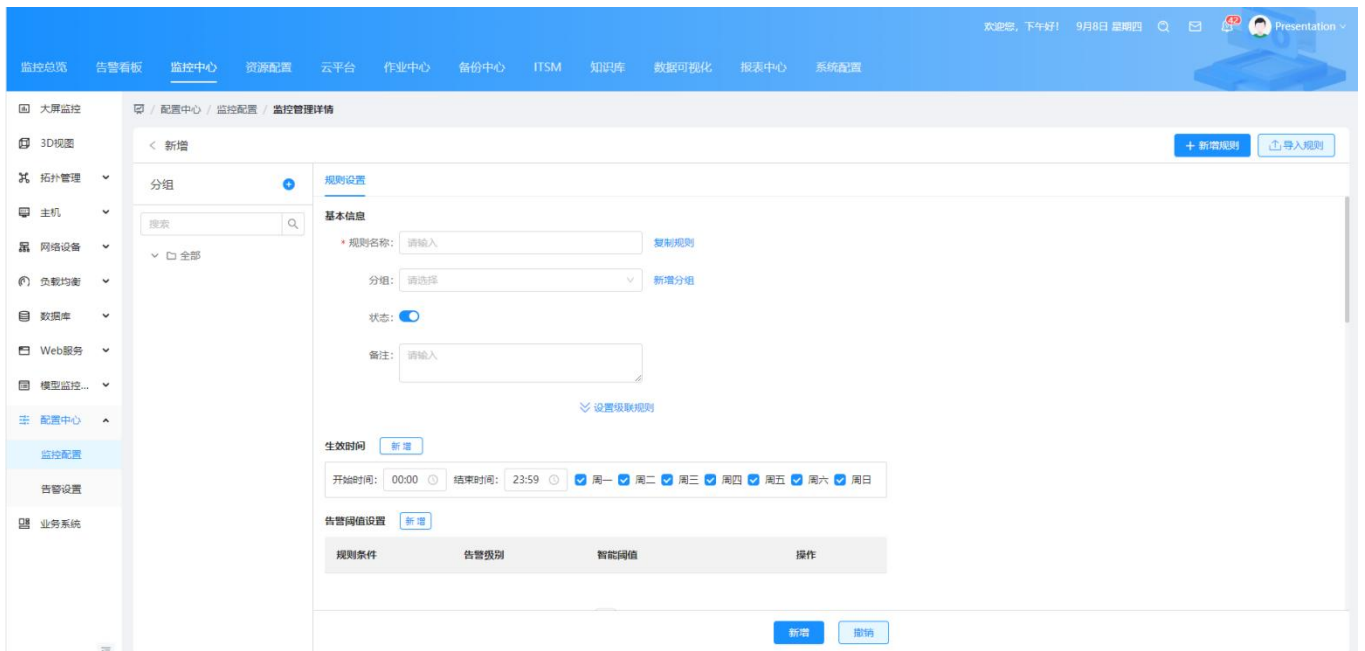 欢迎您，下午好！ 9月8日 星期四 42 Presentation
监控总览 告警看板 监控中心 资源配置 云平台 作业中心 备份中心 ITSM 知识库 数据可视化 报表中心 系统配置
大屏监控
3D视图
拓扑管理
主机
网络设备
负载均衡
数据库
Web服务
模型监控...
配置中心
监控配置
告警设置
业务系统
/ 配置中心 / 监控配置 / 监控管理详情
< 新增
+ 新增规则 导入规则
分组
搜索
全部
规则设置
基本信息
* 规则名称： 请输入 复制规则
分组： 请选择 新增分组
状态：
备注： 请输入
设置级联规则
生效时间 新增
开始时间： 00:00 结束时间： 23:59 周一 周二 周三 周四 周五 周六 周日
告警阈值设置 新增
规则条件 告警级别 智能阈值 操作
新增 撤销